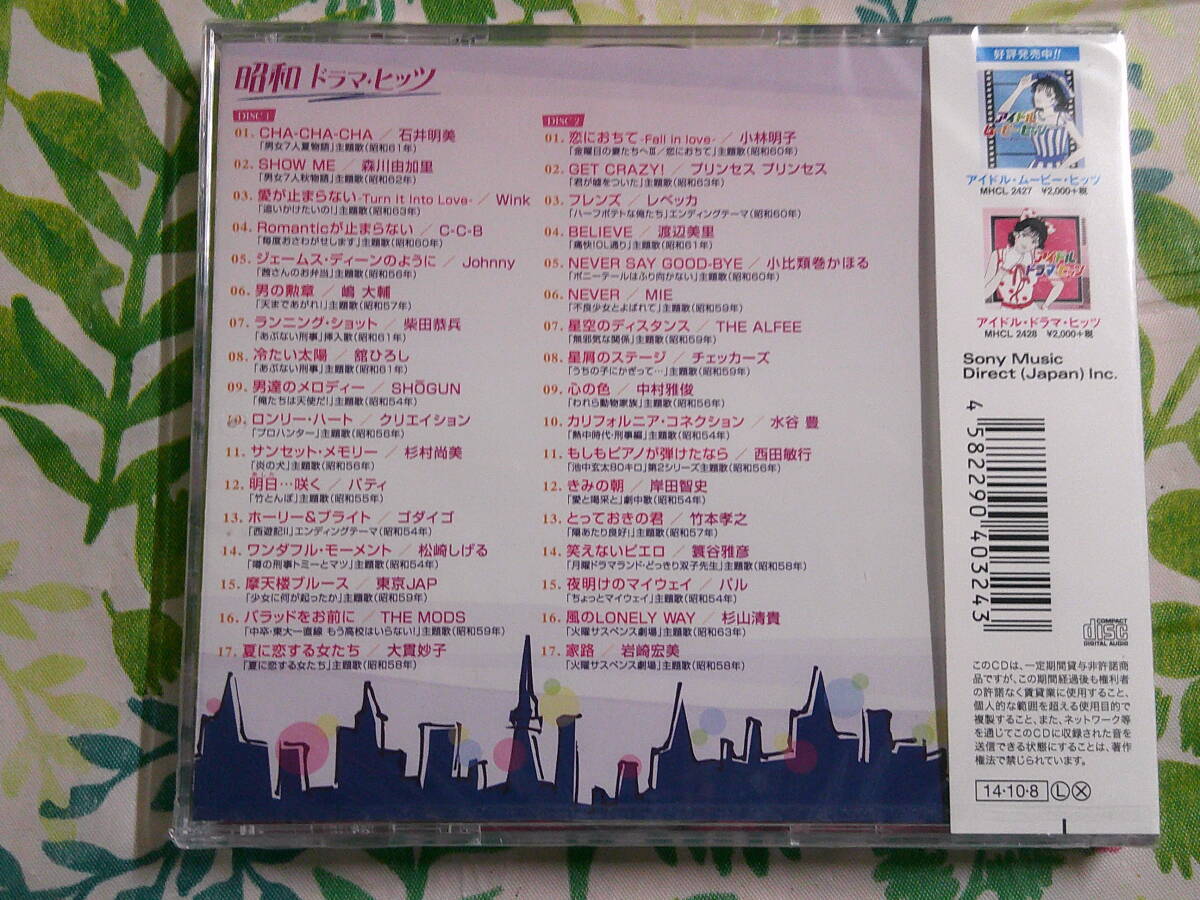 昭和 ドラマ・ヒッツ
DISC 1
01. CHA-CHA-CHA／石井明美
「男女7人夏物語」主題歌(昭和61年)
02. SHOW ME／森川由加里
「男女7人秋物語」主題歌(昭和62年)
03. 愛が止まらない-Turn It Into Love-／Wink
「追いかけたいの!」主題歌(昭和63年)
04. Romanticが止まらない／C-C-B
「毎度おさわがせします」主題歌(昭和60年)
05. ジェームス・ディーンのように／Johnny
「茜さんのお弁当」主題歌(昭和56年)
06. 男の勲章／嶋 大輔
「天まであがれ!」主題歌(昭和57年)
07. ランニング・ショット／柴田恭兵
「あぶない刑事」挿入歌(昭和61年)
08. 冷たい太陽／舘ひろし
「あぶない刑事」主題歌(昭和61年)
09. 男達のメロディー／SHŌGUN
「俺たちは天使だ!」主題歌(昭和54年)
10. ロンリー・ハート／クリエイション
「プロハンター」主題歌(昭和56年)
11. サンセット・メモリー／杉村尚美
「炎の犬」主題歌(昭和56年)
12. 明日…咲く／パティ
「竹とんぼ」主題歌(昭和55年)
13. ホーリー&ブライト／ゴダイゴ
「西遊記II」エンディングテーマ(昭和54年)
14. ワンダフル・モーメント／松崎しげる
「噂の刑事トミーとマツ」主題歌(昭和54年)
15. 摩天楼ブルース／東京JAP
「少女に何が起ったか」主題歌(昭和59年)
16. バラッドをお前に／THE MODS
「中卒・東大一直線 もう高校はいらない!」主題歌(昭和59年)
17. 夏に恋する女たち／大貫妙子
「夏に恋する女たち」主題歌(昭和58年)
DISC 2
01. 恋におちて-Fall in love-／小林明子
「金曜日の妻たちへIII／恋におちて」主題歌(昭和60年)
02. GET CRAZY!／プリンセス プリンセス
「君が嘘をついた」主題歌(昭和63年)
03. フレンズ／レベッカ
「ハーフポテトな俺たち」エンディングテーマ(昭和60年)
04. BELIEVE／渡辺美里
「痛快!OL通り」主題歌(昭和61年)
05. NEVER SAY GOOD-BYE／小比類巻かほる
「ポニーテールはふり向かない」主題歌(昭和60年)
06. NEVER／MIE
「不良少女とよばれて」主題歌(昭和59年)
07. 星空のディスタンス／THE ALFEE
「無邪気な関係」主題歌(昭和59年)
08. 星屑のステージ／チェッカーズ
「うちの子にかぎって…」主題歌(昭和59年)
09. 心の色／中村雅俊
「われら動物家族」主題歌(昭和56年)
10. カリフォルニア・コネクション／水谷 豊
「熱中時代・刑事編」主題歌(昭和54年)
11. もしもピアノが弾けたなら／西田敏行
「池中玄太80キロ」第2シリーズ主題歌(昭和56年)
12. きみの朝／岸田智史
「愛と喝采と」劇中歌(昭和54年)
13. とっておきの君／竹本孝之
「陽あたり良好!」主題歌(昭和57年)
14. 笑えないピエロ／簑谷雅彦
「月曜ドラマランド・どっきり双子先生」主題歌(昭和58年)
15. 夜明けのマイウェイ／パル
「ちょっとマイウェイ」主題歌(昭和54年)
16. 風のLONELY WAY／杉山清貴
「火曜サスペンス劇場」主題歌(昭和63年)
17. 家路／岩崎宏美
「火曜サスペンス劇場」主題歌(昭和58年)
好評発売中!!
アイドル
ムービーヒッツ
アイドル・ムービー・ヒッツ
MHCL 2427 ¥2,000+税
アイドル
ドラマヒッツ
アイドル・ドラマ・ヒッツ
MHCL 2428 ¥2,000+税
Sony Music
Direct (Japan) Inc.
4 582290 403243
COMPACT
disc
DIGITAL AUDIO
このCDは、一定期間貸与非許諾商
品ですが、この期間経過後も権利者
の許諾なく賃貸業に使用すること、
個人的な範囲を超える使用目的で
複製すること、また、ネットワーク等
を通じてこのCDに収録された音を
送信できる状態にすることは、著作
権法で禁じられています。
14・10・8 Ⓛ Ⓧ